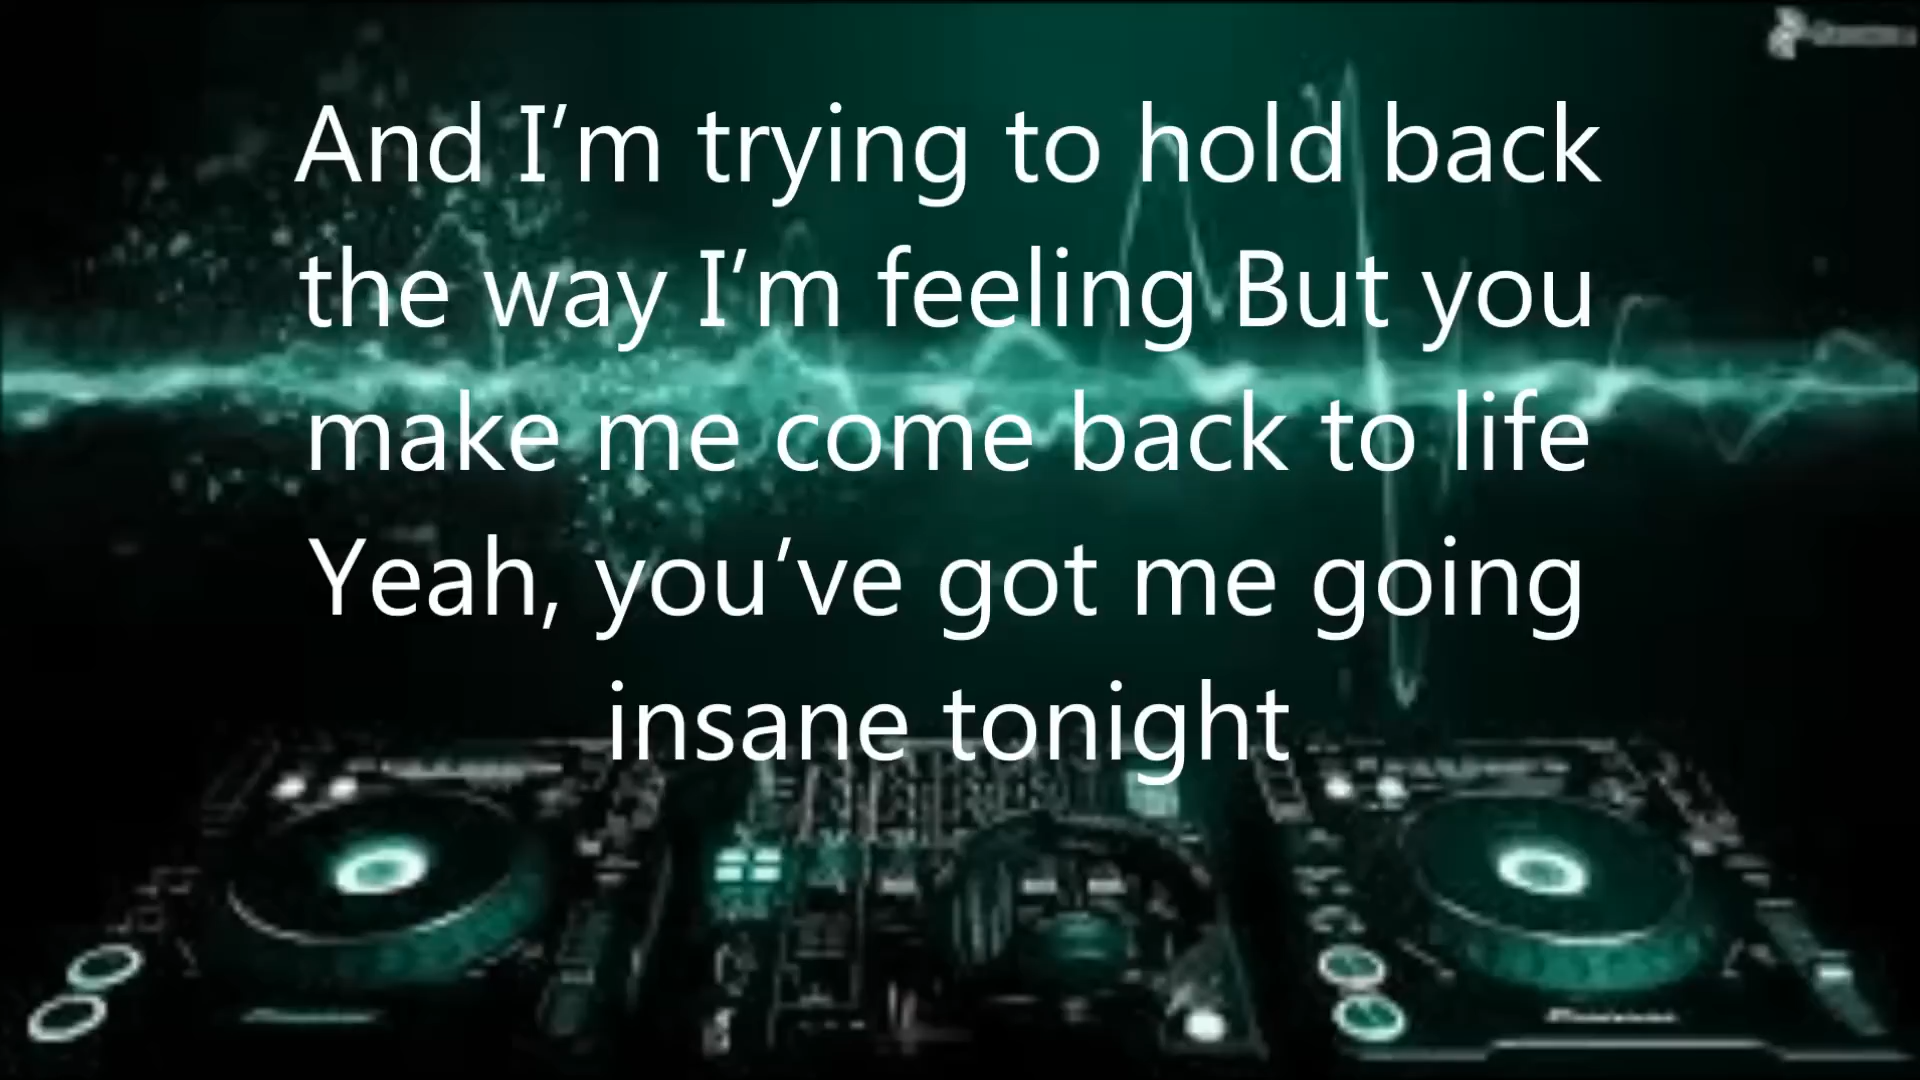 And I’m trying to hold back
the way I’m feeling But you
make me come back to life
Yeah, you’ve got me going
insane tonight